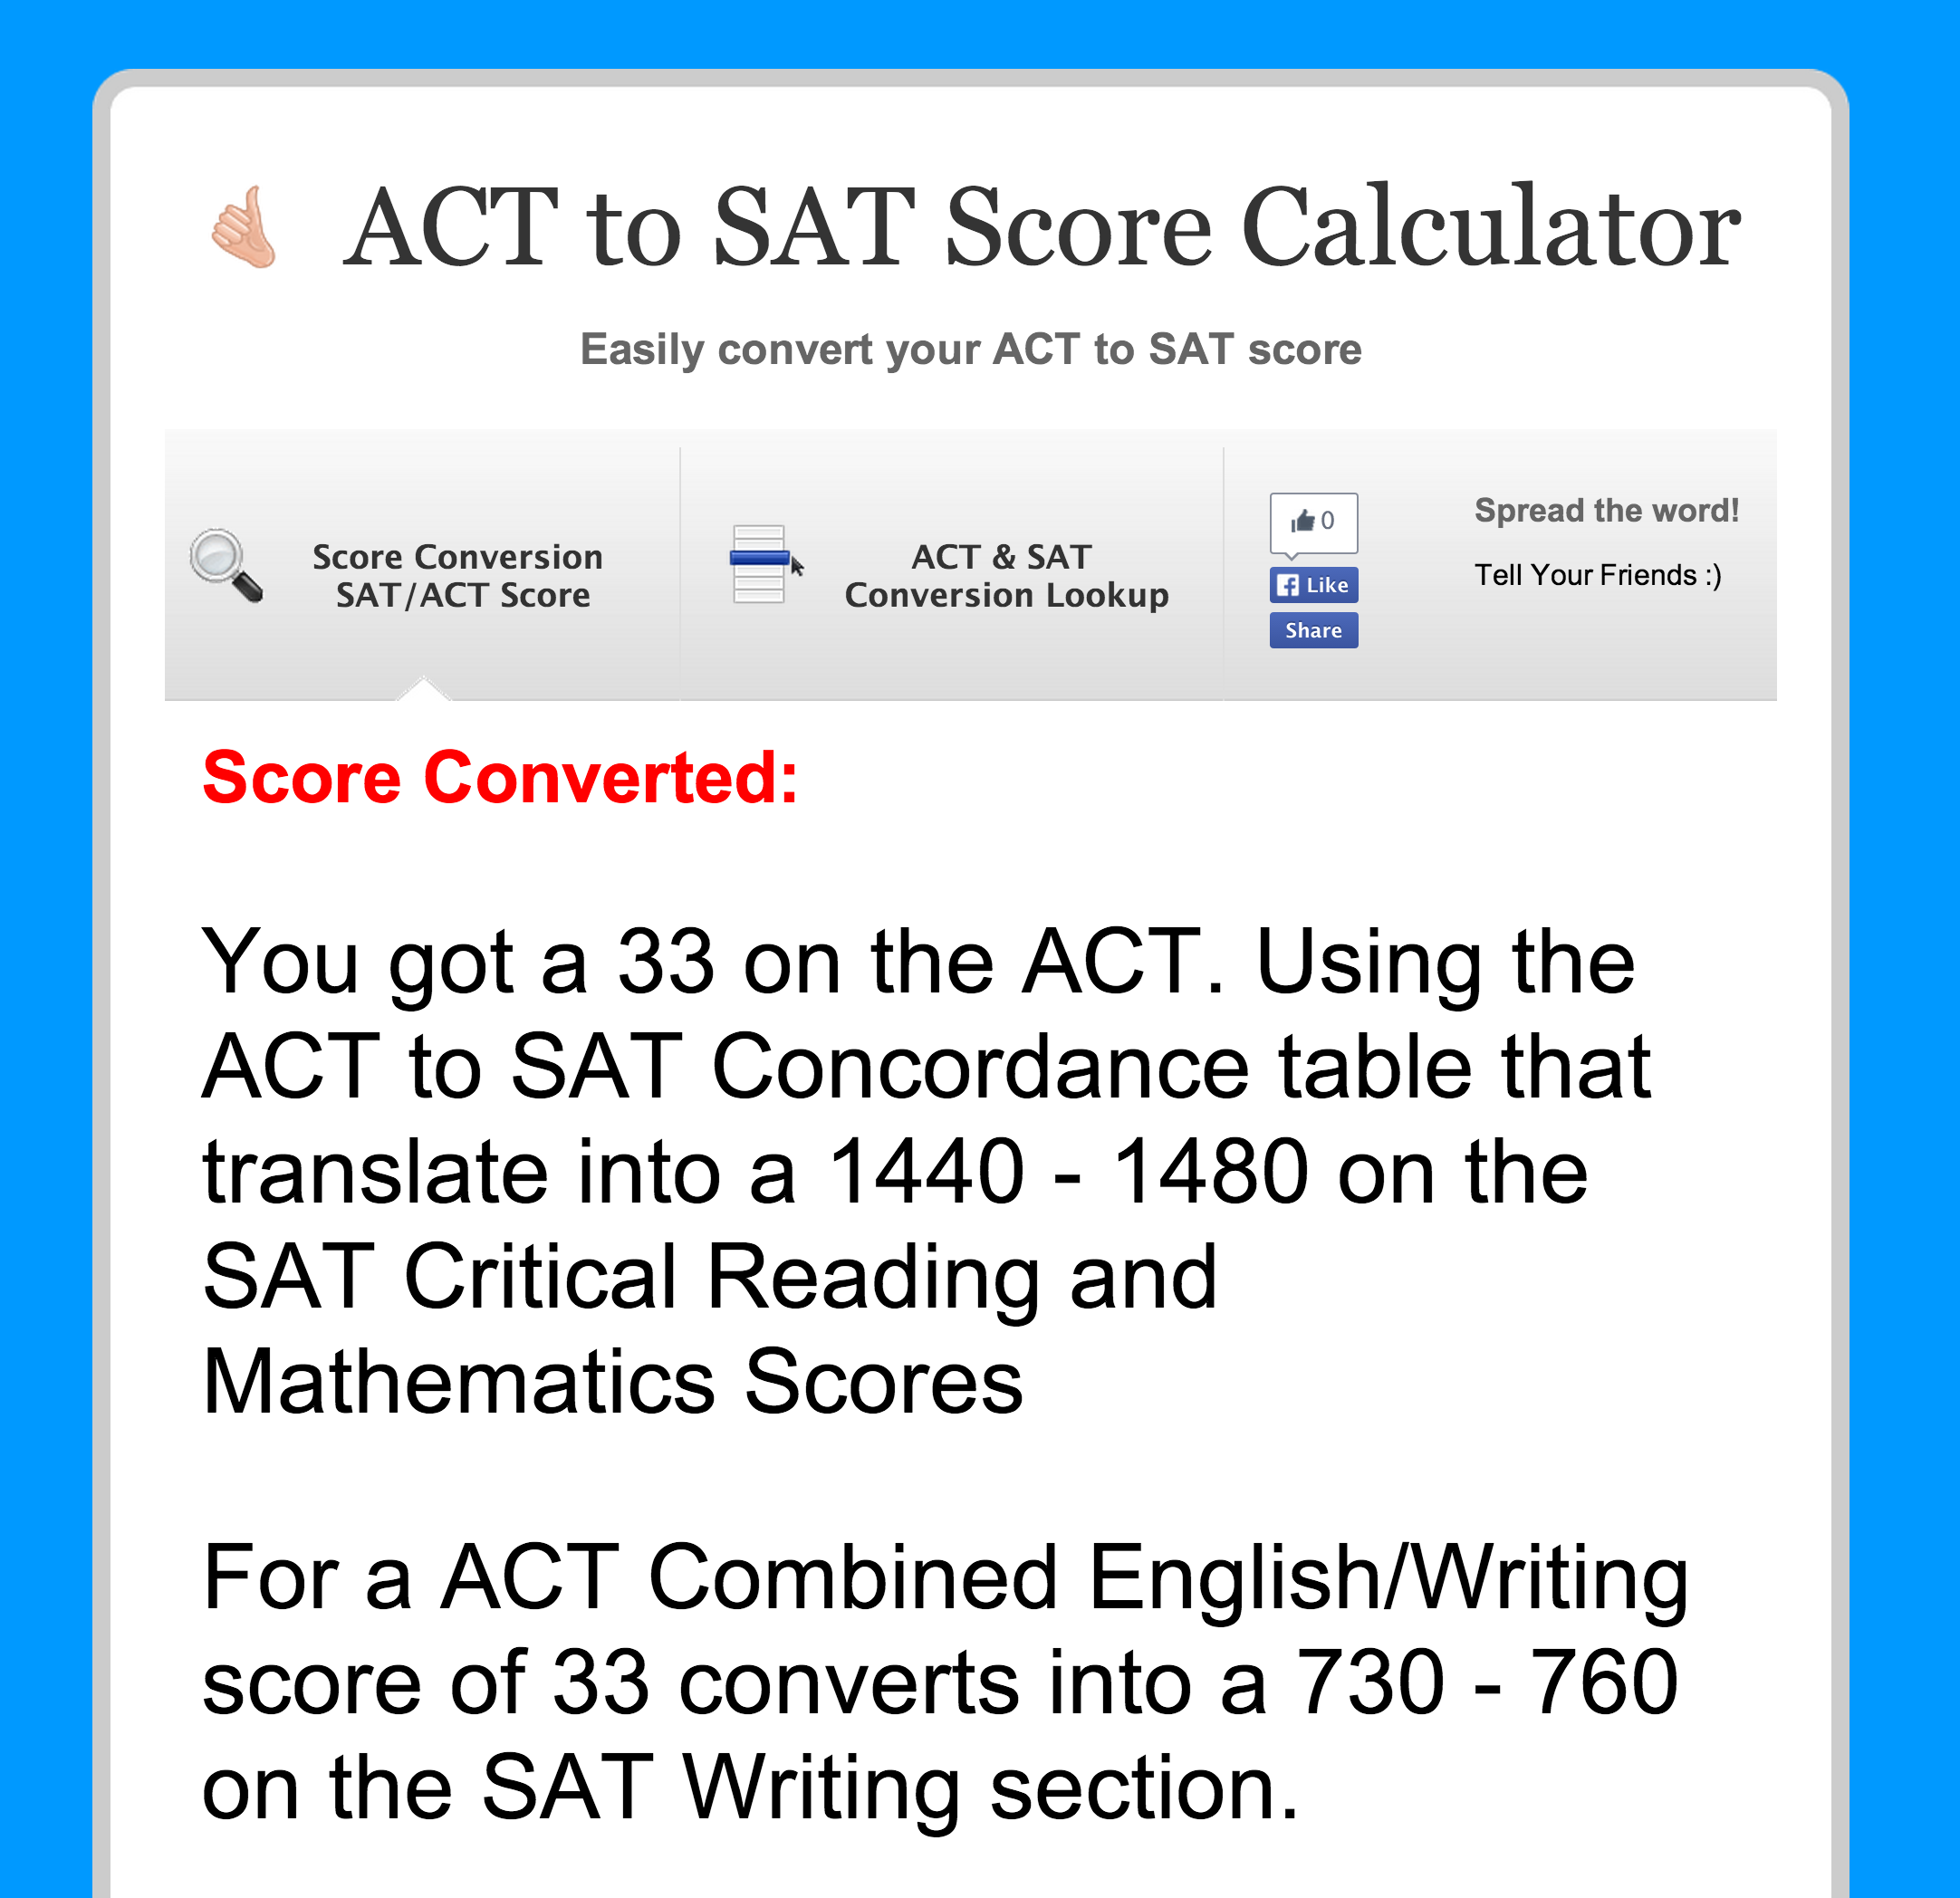 ACT to SAT Score Calculator
Easily convert your ACT to SAT score
Score Conversion
SAT/ACT Score
ACT & SAT
Conversion Lookup
0
Like
Share
Spread the word!
Tell Your Friends :)
Score Converted:
You got a 33 on the ACT. Using the
ACT to SAT Concordance table that
translate into a 1440 - 1480 on the
SAT Critical Reading and
Mathematics Scores
For a ACT Combined English/Writing
score of 33 converts into a 730 - 760
on the SAT Writing section.